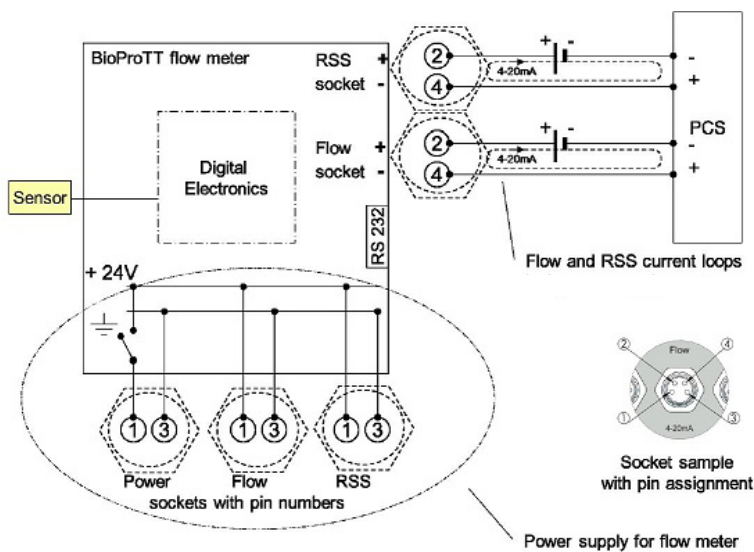 BioProTT flow meter
RSS +
socket -
Flow +
socket -
Digital
Electronics
Sensor
RS 232
+ 24V
2
4
4-20mA
+ -
-
+
PCS
2
4
4-20mA
+ -
-
+
Flow and RSS current loops
1 3
1 3
1 3
Power Flow RSS
sockets with pin numbers
2 4
Flow
1 3
4-20mA
Socket sample
with pin assignment
Power supply for flow meter